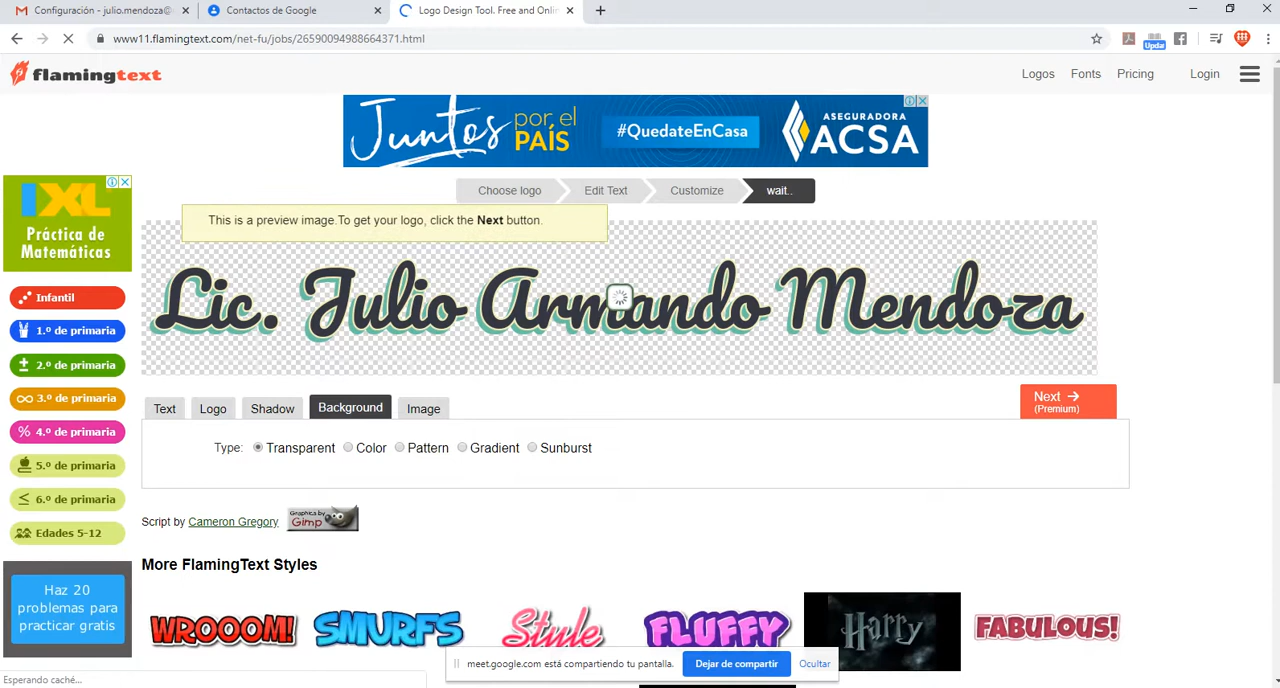 Configuración - julio.mendoza@
Contactos de Google
Logo Design Tool. Free and Onlin
www11.flamingtext.com/net-fu/jobs/26590094988664371.html
Updat
flamingtext
Logos Fonts Pricing Login
Juntos por el PAÍS
#QuedateEnCasa
ASEGURADORA
ACSA
Choose logo Edit Text Customize wait..
IXL
Práctica de
Matemáticas
This is a preview image.To get your logo, click the Next button.
Lic. Julio Armando Mendoza
Infantil
1.º de primaria
2.º de primaria
3.º de primaria
4.º de primaria
5.º de primaria
6.º de primaria
Edades 5-12
Haz 20
problemas para
practicar gratis
Text Logo Shadow Background Image
Next →
(Premium)
Type: Transparent Color Pattern Gradient Sunburst
Script by Cameron Gregory
Graphics by
Gimp
More FlamingText Styles
WROOOM! SMURFS Style FLUFFY Harry FABULOUS!
meet.google.com está compartiendo tu pantalla. Dejar de compartir Ocultar
Esperando caché...